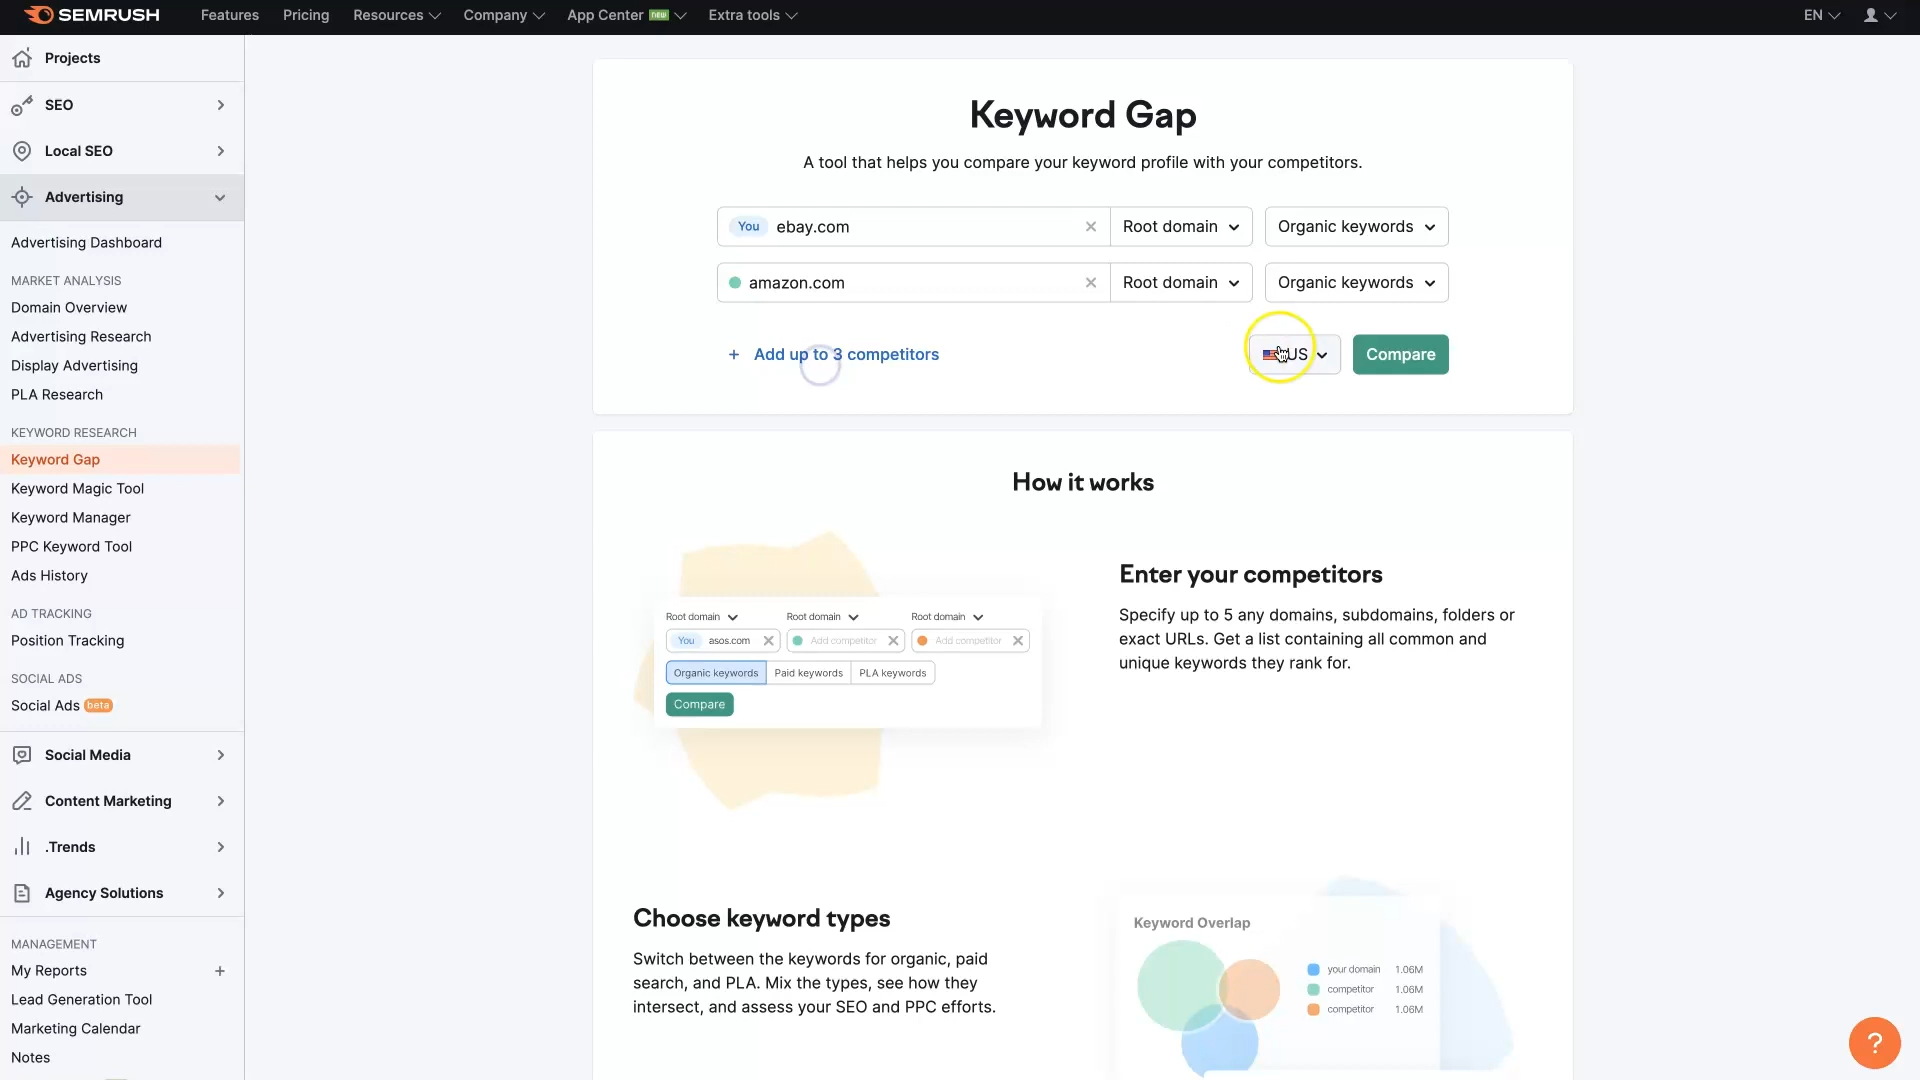 SEMRUSH
Features
Pricing
Resources
Company
App Center new
Extra tools
EN
Projects
SEO
Local SEO
Advertising
Advertising Dashboard
MARKET ANALYSIS
Domain Overview
Advertising Research
Display Advertising
PLA Research
KEYWORD RESEARCH
Keyword Gap
Keyword Magic Tool
Keyword Manager
PPC Keyword Tool
Ads History
AD TRACKING
Position Tracking
SOCIAL ADS
Social Ads beta
Social Media
Content Marketing
.Trends
Agency Solutions
MANAGEMENT
My Reports +
Lead Generation Tool
Marketing Calendar
Notes
Keyword Gap
A tool that helps you compare your keyword profile with your competitors.
You ebay.com Root domain Organic keywords
amazon.com Root domain Organic keywords
+ Add up to 3 competitors US Compare
How it works
Root domain Root domain Root domain
You asos.com Add competitor Add competitor
Organic keywords Paid keywords PLA keywords
Compare
Enter your competitors
Specify up to 5 any domains, subdomains, folders or
exact URLs. Get a list containing all common and
unique keywords they rank for.
Choose keyword types
Switch between the keywords for organic, paid
search, and PLA. Mix the types, see how they
intersect, and assess your SEO and PPC efforts.
Keyword Overlap
your domain 1.06M
competitor 1.06M
competitor 1.06M
?